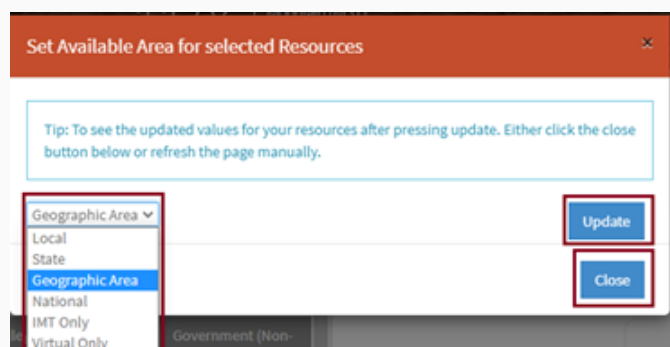 Set Available Area for selected Resources ×
Tip: To see the updated values for your resources after pressing update. Either click the close
button below or refresh the page manually.
Geographic Area
Update
Local
State
Geographic Area
Close
National
IMT Only
Virtual Only
Government (Non-